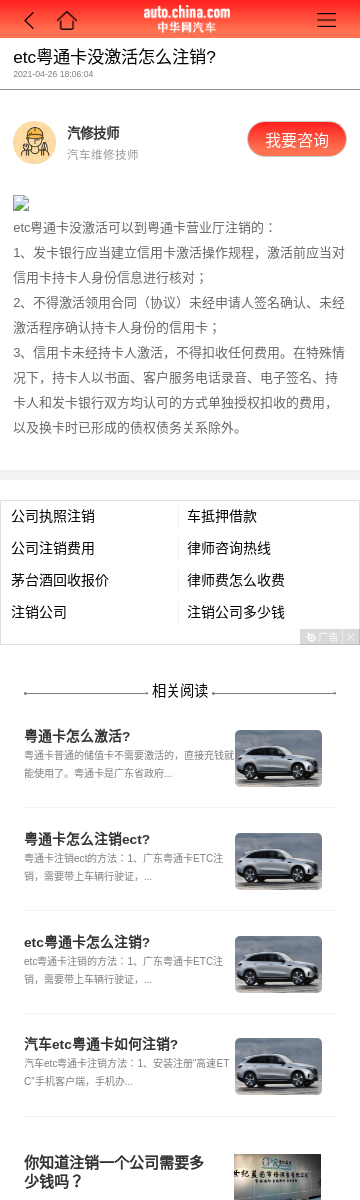 auto.china.com
中华网汽车
etc粤通卡没激活怎么注销?
2021-04-26 18:06:04
汽修技师
汽车维修技师
我要咨询
etc粤通卡没激活可以到粤通卡营业厅注销的：
1、发卡银行应当建立信用卡激活操作规程，激活前应当对
信用卡持卡人身份信息进行核对；
2、不得激活领用合同（协议）未经申请人签名确认、未经
激活程序确认持卡人身份的信用卡；
3、信用卡未经持卡人激活，不得扣收任何费用。在特殊情
况下，持卡人以书面、客户服务电话录音、电子签名、持
卡人和发卡银行双方均认可的方式单独授权扣收的费用，
以及换卡时已形成的债权债务关系除外。
公司执照注销
车抵押借款
公司注销费用
律师咨询热线
茅台酒回收报价
律师费怎么收费
注销公司
注销公司多少钱
广告
相关阅读
粤通卡怎么激活?
粤通卡普通的储值卡不需要激活的，直接充钱就
能使用了。粤通卡是广东省政府...
粤通卡怎么注销ect?
粤通卡注销ect的方法：1、广东粤通卡ETC注
销，需要带上车辆行驶证，...
etc粤通卡怎么注销?
etc粤通卡注销的方法：1、广东粤通卡ETC注
销，需要带上车辆行驶证，...
汽车etc粤通卡如何注销?
汽车etc粤通卡注销方法：1、安装注册"高速ET
C"手机客户端，手机办...
你知道注销一个公司需要多
少钱吗？